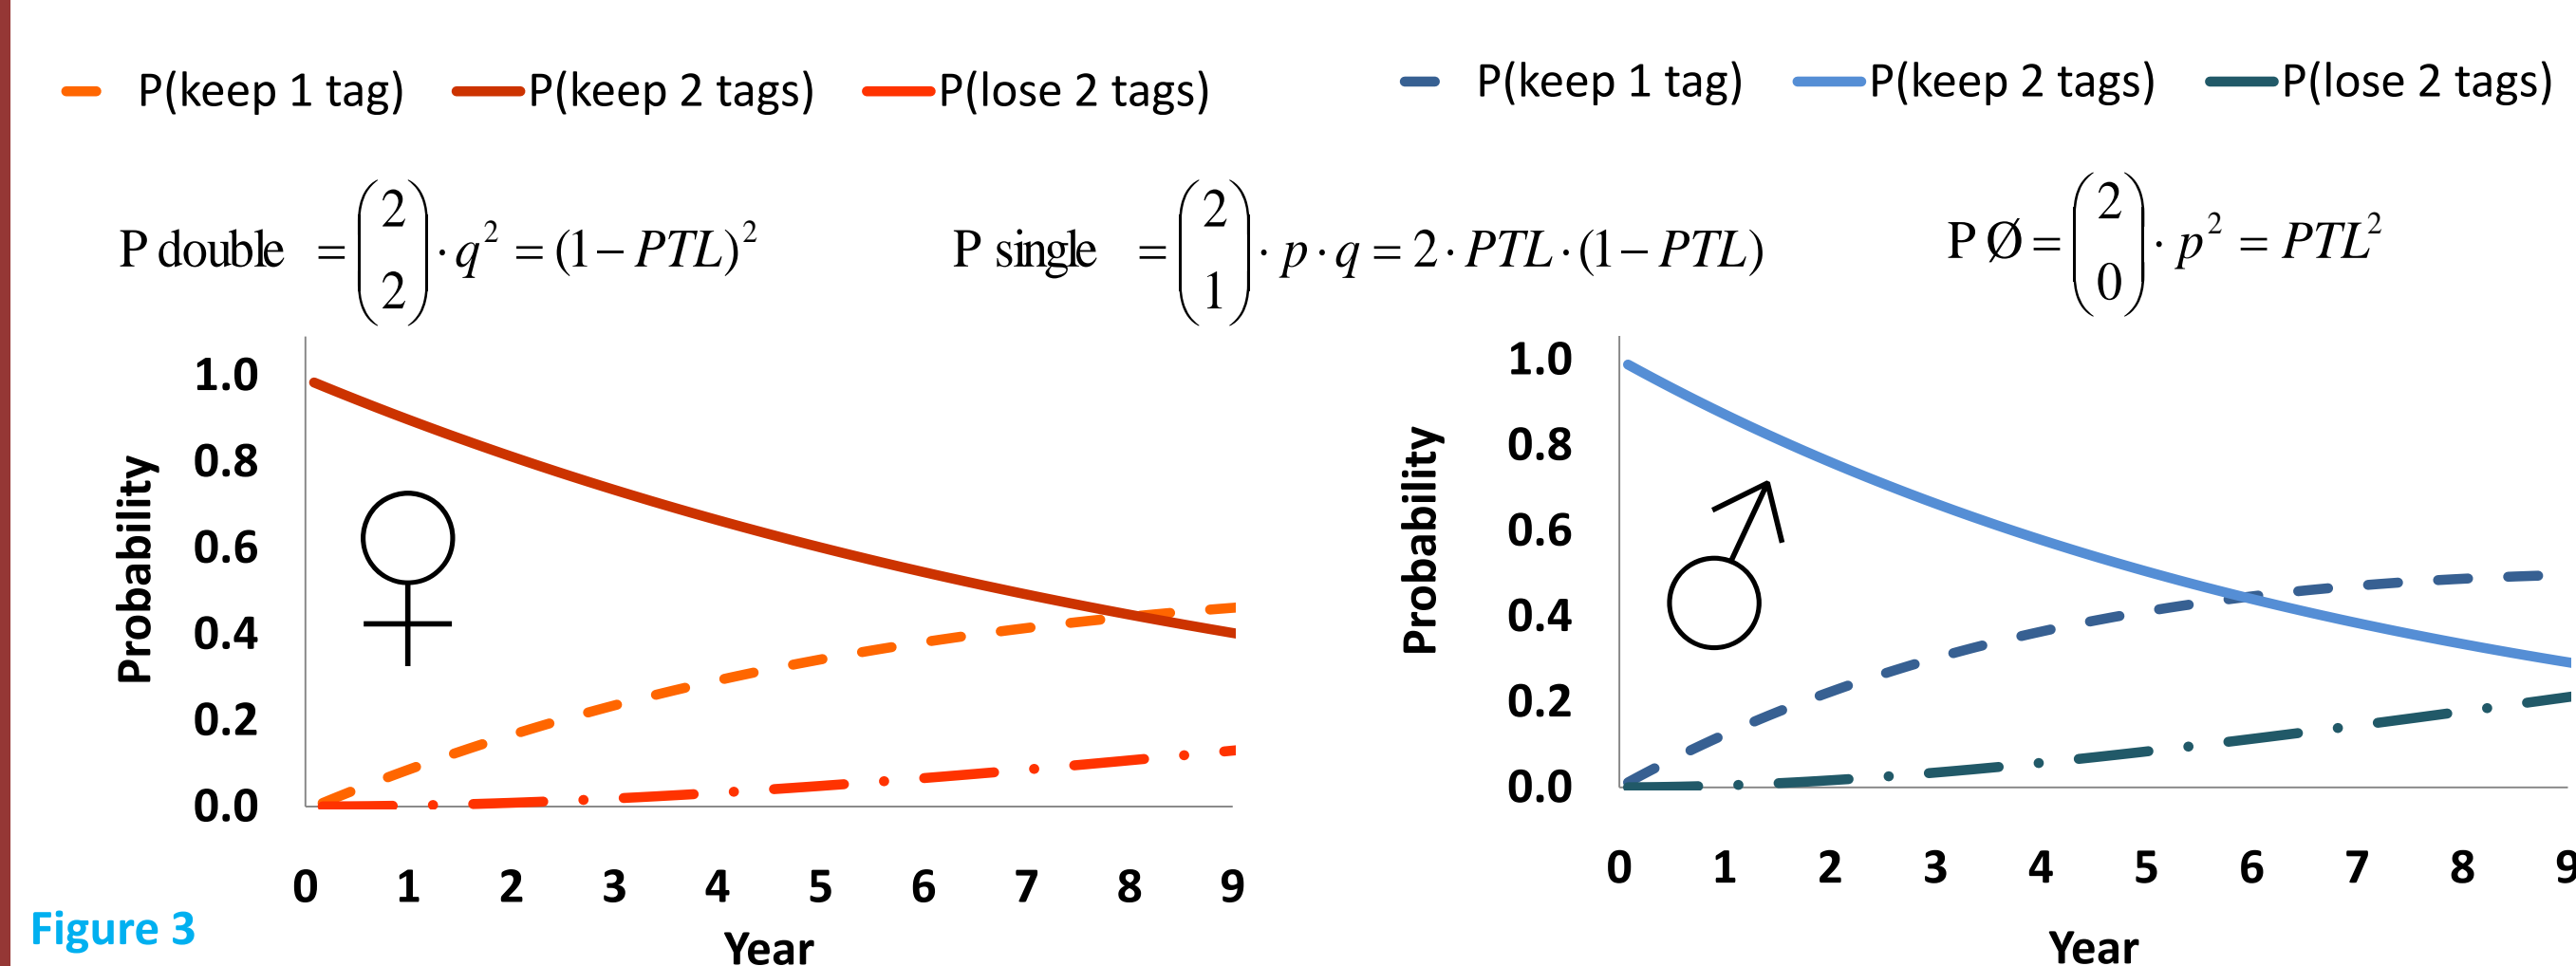 P(keep 1 tag) P(keep 2 tags) P(lose 2 tags)
P(keep 1 tag) P(keep 2 tags) P(lose 2 tags)
P double = (2 2) · q² = (1 − PTL)²
P single = (2 1) · p · q = 2 · PTL · (1 − PTL)
P Ø = (2 0) · p² = PTL²
Probability
1.0
0.8
0.6
0.4
0.2
0.0
0 1 2 3 4 5 6 7 8 9
Year
Probability
1.0
0.8
0.6
0.4
0.2
0.0
0 1 2 3 4 5 6 7 8 9
Year
Figure 3